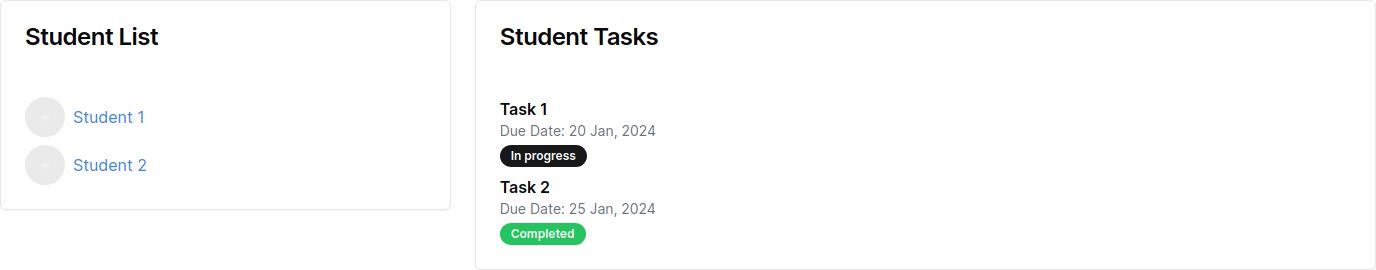 Student List
Student 1
Student 2
Student Tasks
Task 1
Due Date: 20 Jan, 2024
In progress
Task 2
Due Date: 25 Jan, 2024
Completed